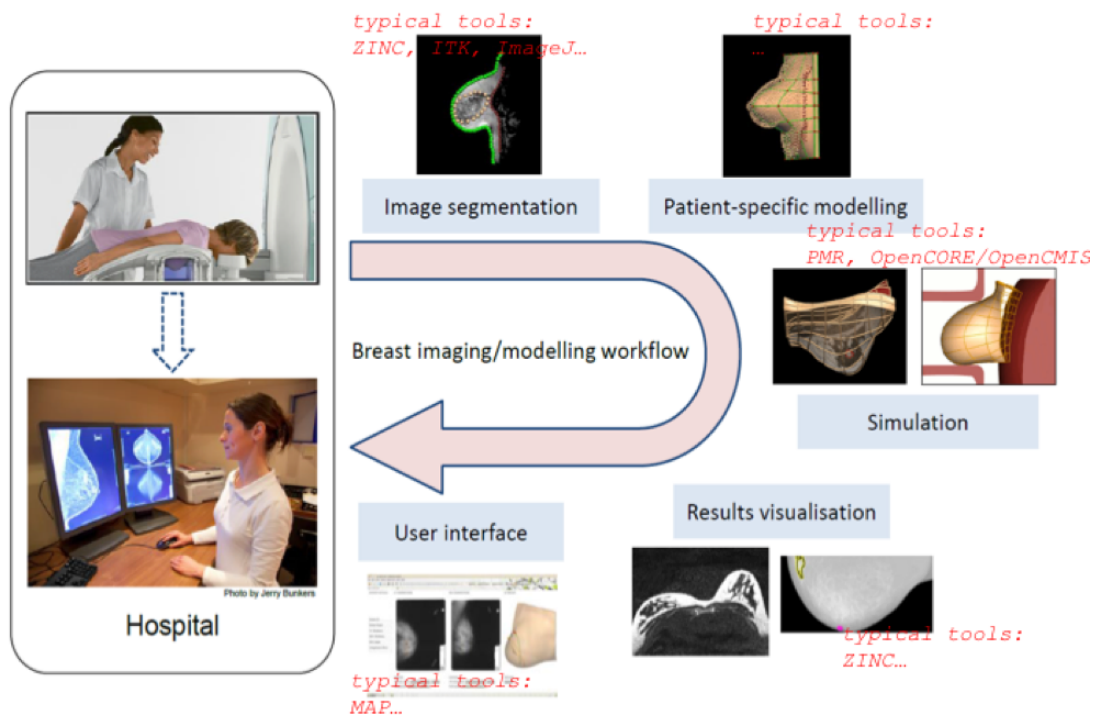 typical tools:
ZINC, ITK, ImageJ…
typical tools:
…
Image segmentation
Patient-specific modelling
typical tools:
PMR, OpenCORE/OpenCMIS
Breast imaging/modelling workflow
Simulation
Results visualisation
User interface
Photo by Jerry Bunkers
Hospital
typical tools:
ZINC…
typical tools:
MAP…